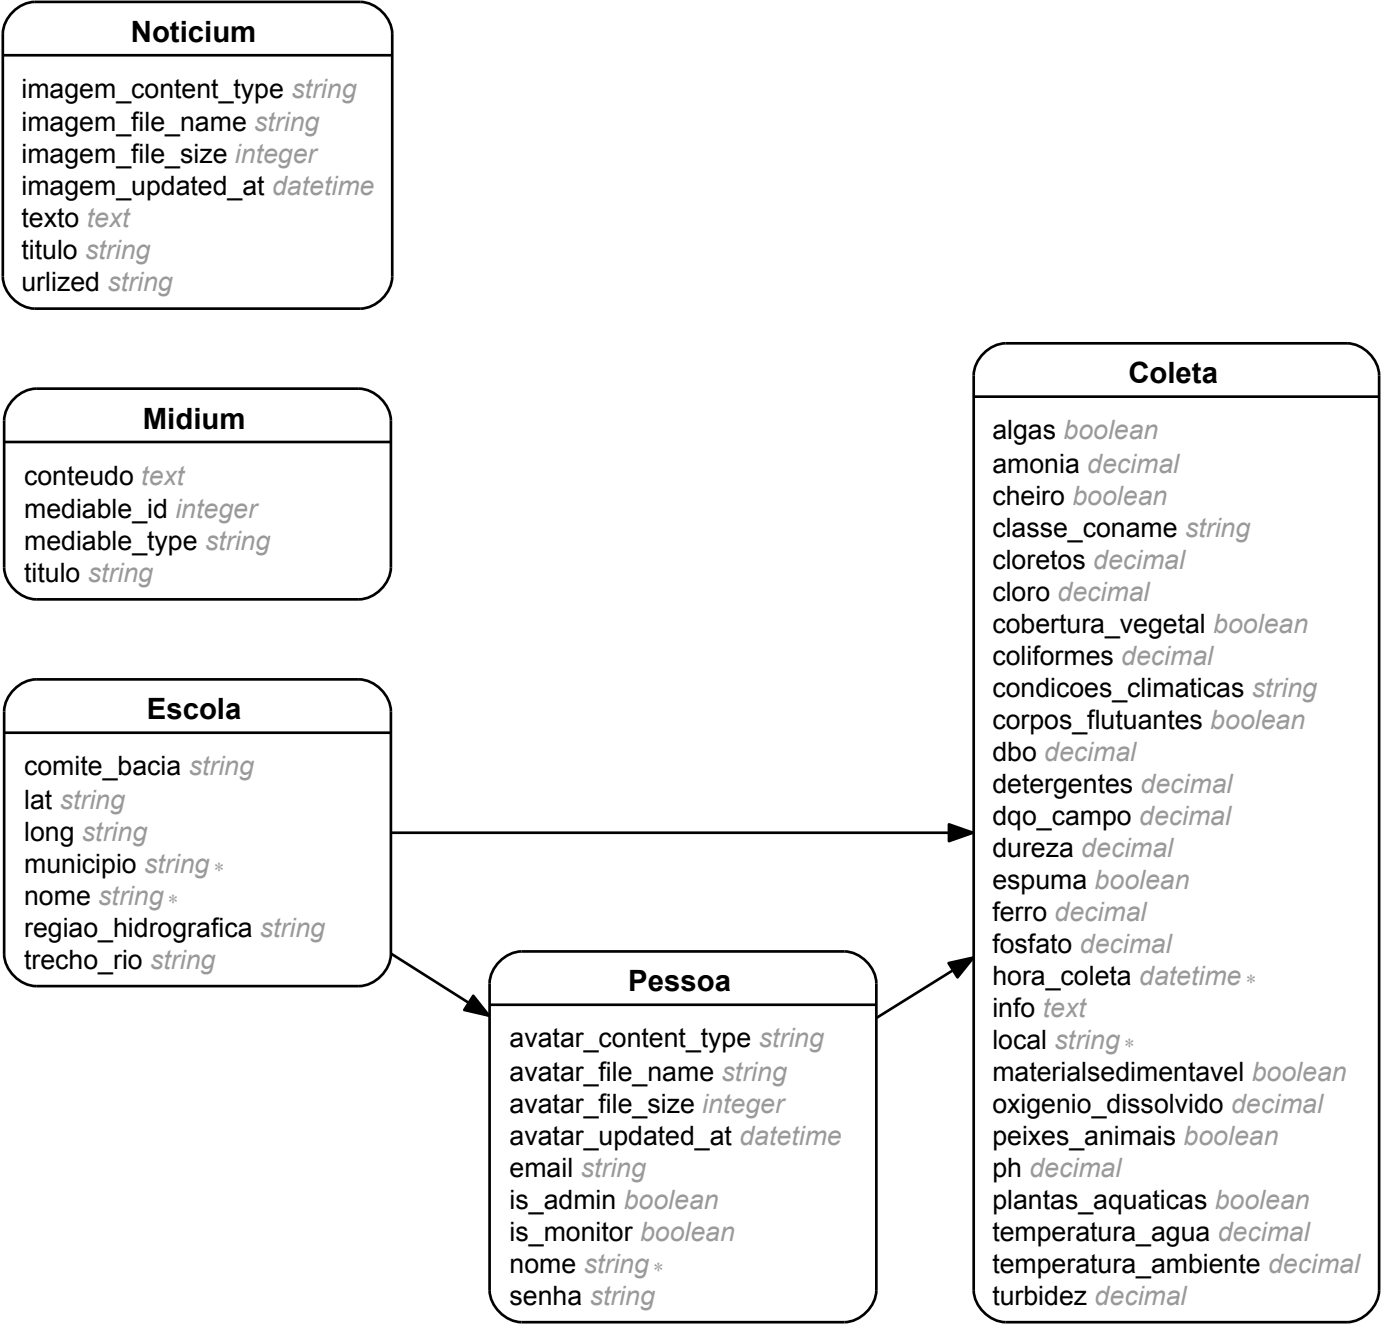 Noticium
imagem_content_type string
imagem_file_name string
imagem_file_size integer
imagem_updated_at datetime
texto text
titulo string
urlized string
Midium
conteudo text
mediable_id integer
mediable_type string
titulo string
Escola
comite_bacia string
lat string
long string
municipio string *
nome string *
regiao_hidrografica string
trecho_rio string
Pessoa
avatar_content_type string
avatar_file_name string
avatar_file_size integer
avatar_updated_at datetime
email string
is_admin boolean
is_monitor boolean
nome string *
senha string
Coleta
algas boolean
amonia decimal
cheiro boolean
classe_coname string
cloretos decimal
cloro decimal
cobertura_vegetal boolean
coliformes decimal
condicoes_climaticas string
corpos_flutuantes boolean
dbo decimal
detergentes decimal
dqo_campo decimal
dureza decimal
espuma boolean
ferro decimal
fosfato decimal
hora_coleta datetime *
info text
local string *
materialsedimentavel boolean
oxigenio_dissolvido decimal
peixes_animais boolean
ph decimal
plantas_aquaticas boolean
temperatura_agua decimal
temperatura_ambiente decimal
turbidez decimal